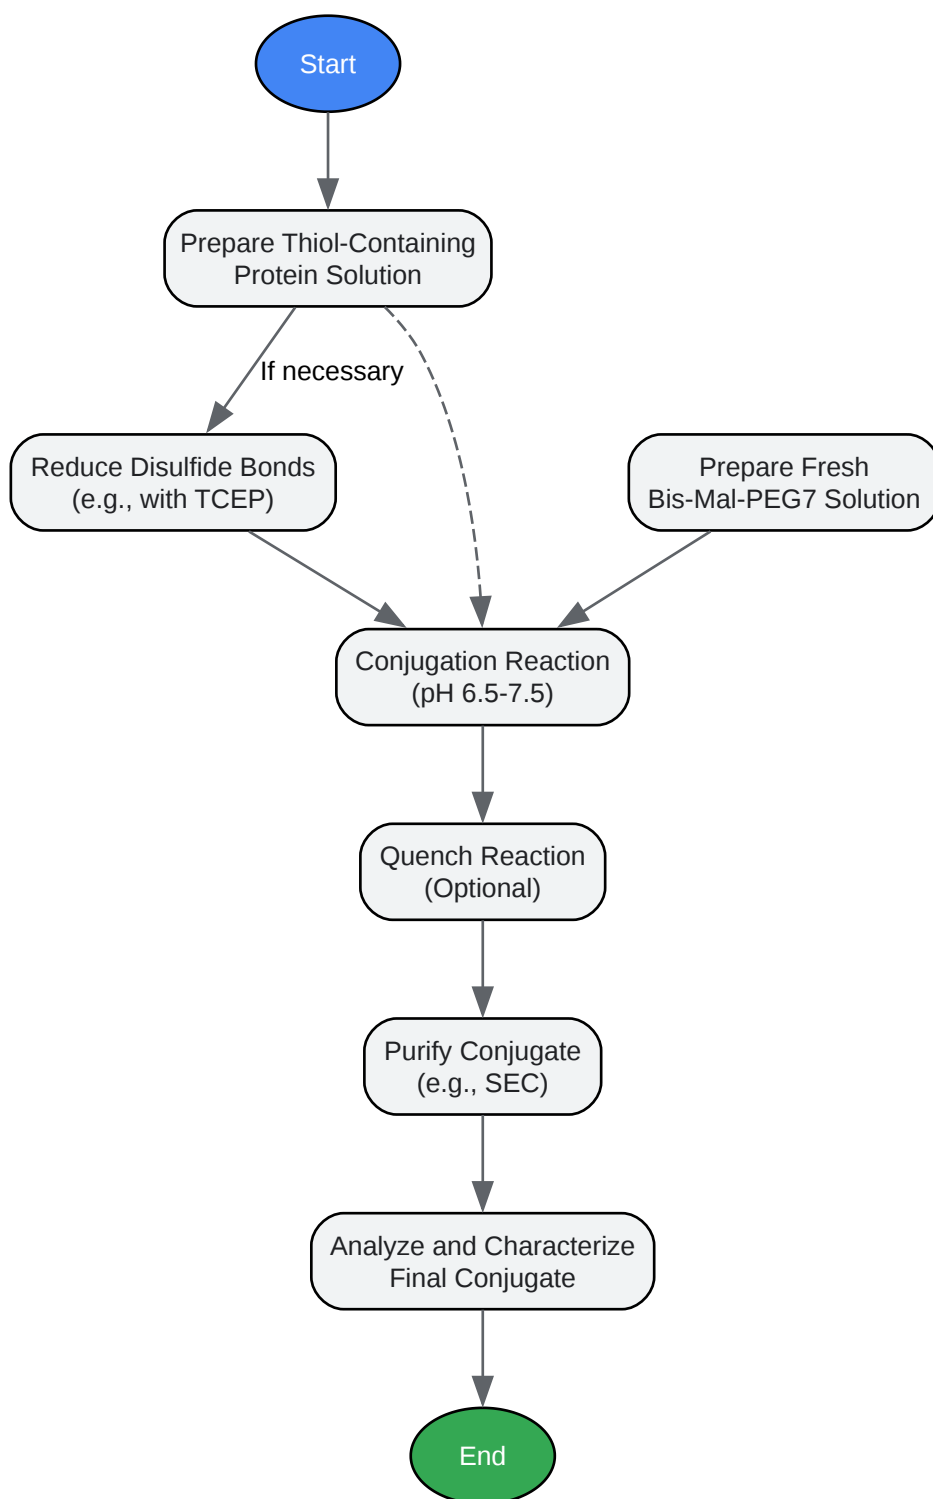 Start
Prepare Thiol-Containing
Protein Solution
If necessary
Reduce Disulfide Bonds
(e.g., with TCEP)
Prepare Fresh
Bis-Mal-PEG7 Solution
Conjugation Reaction
(pH 6.5-7.5)
Quench Reaction
(Optional)
Purify Conjugate
(e.g., SEC)
Analyze and Characterize
Final Conjugate
End